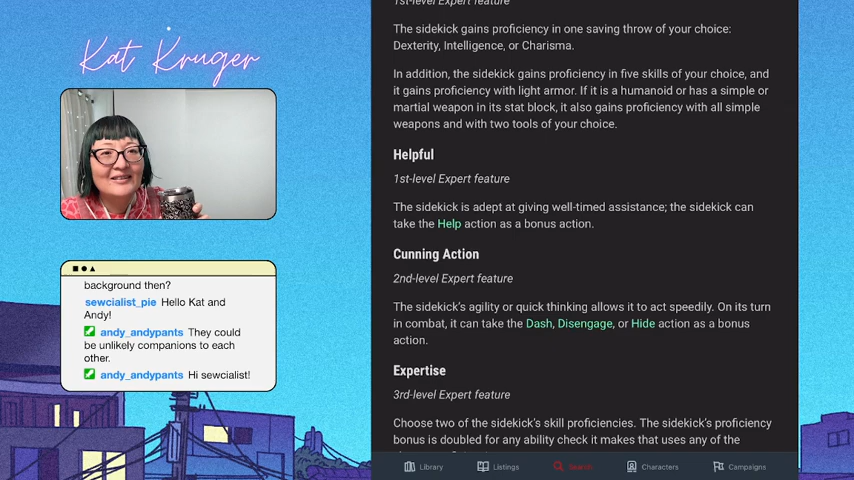 Kat Kruger
background then?
sewcialist_pie Hello Kat and
Andy!
andy_andypants They could
be unlikely companions to each
other.
andy_andypants Hi sewcialist!
1st-level Expert feature
The sidekick gains proficiency in one saving throw of your choice:
Dexterity, Intelligence, or Charisma.
In addition, the sidekick gains proficiency in five skills of your choice, and
it gains proficiency with light armor. If it is a humanoid or has a simple or
martial weapon in its stat block, it also gains proficiency with all simple
weapons and with two tools of your choice.
Helpful
1st-level Expert feature
The sidekick is adept at giving well-timed assistance; the sidekick can
take the Help action as a bonus action.
Cunning Action
2nd-level Expert feature
The sidekick's agility or quick thinking allows it to act speedily. On its turn
in combat, it can take the Dash, Disengage, or Hide action as a bonus
action.
Expertise
3rd-level Expert feature
Choose two of the sidekick's skill proficiencies. The sidekick's proficiency
bonus is doubled for any ability check it makes that uses any of the
Library Listings Search Characters Campaigns